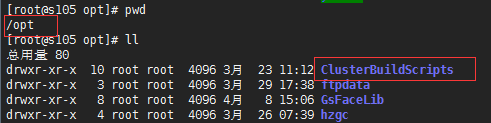 [root@s105 opt]# pwd
/opt
[root@s105 opt]# ll
总用量 80
drwxr-xr-x  10 root root  4096 3月   23 11:12 ClusterBuildScripts
drwxr-xr-x   3 root root  4096 3月   29 17:38 ftpdata
drwxr-xr-x   8 root root  4096 4月    8 15:06 GsFaceLib
drwxr-xr-x   4 root root  4096 3月   26 07:39 hzgc